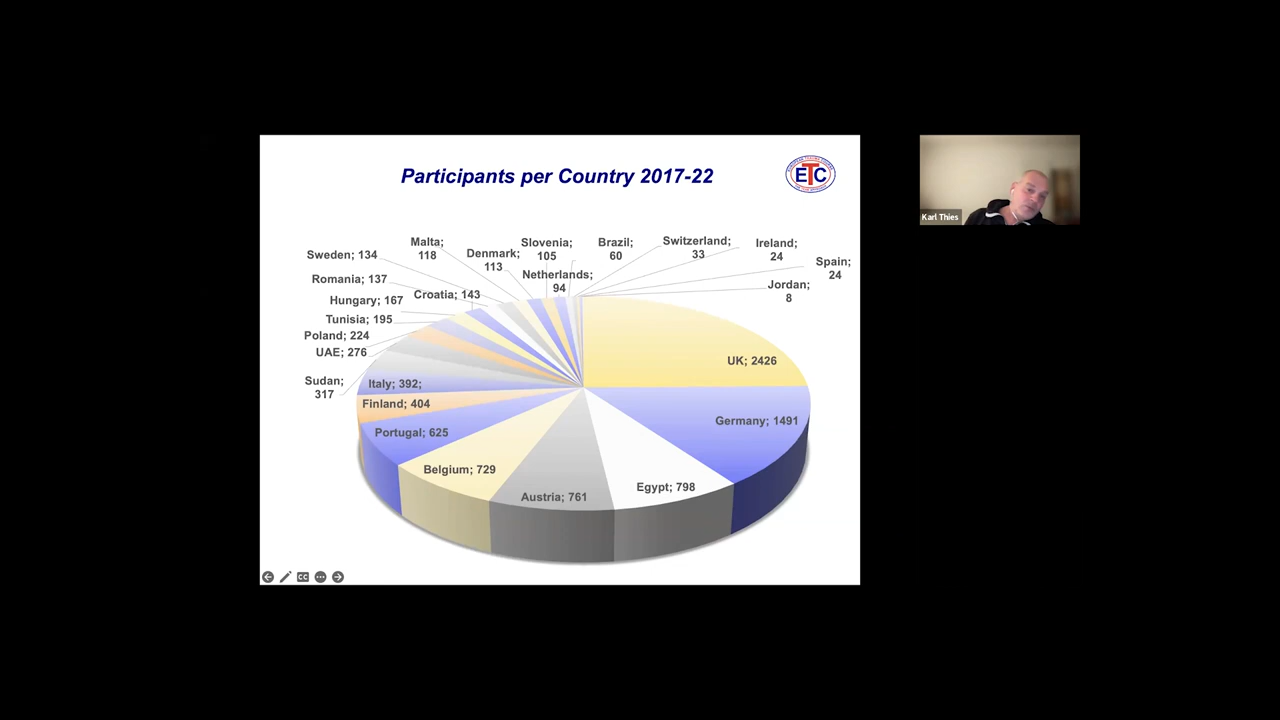 Participants per Country 2017-22
ETC
Karl Thies
Malta;
118
Sweden; 134
Denmark;
113
Slovenia;
105
Brazil;
60
Switzerland;
33
Ireland;
24
Spain;
24
Romania; 137
Netherlands;
94
Jordan;
8
Croatia; 143
Hungary; 167
Tunisia; 195
Poland; 224
UAE; 276
Sudan;
317
Italy; 392;
Finland; 404
Portugal; 625
Belgium; 729
Austria; 761
Egypt; 798
Germany; 1491
UK; 2426
CC